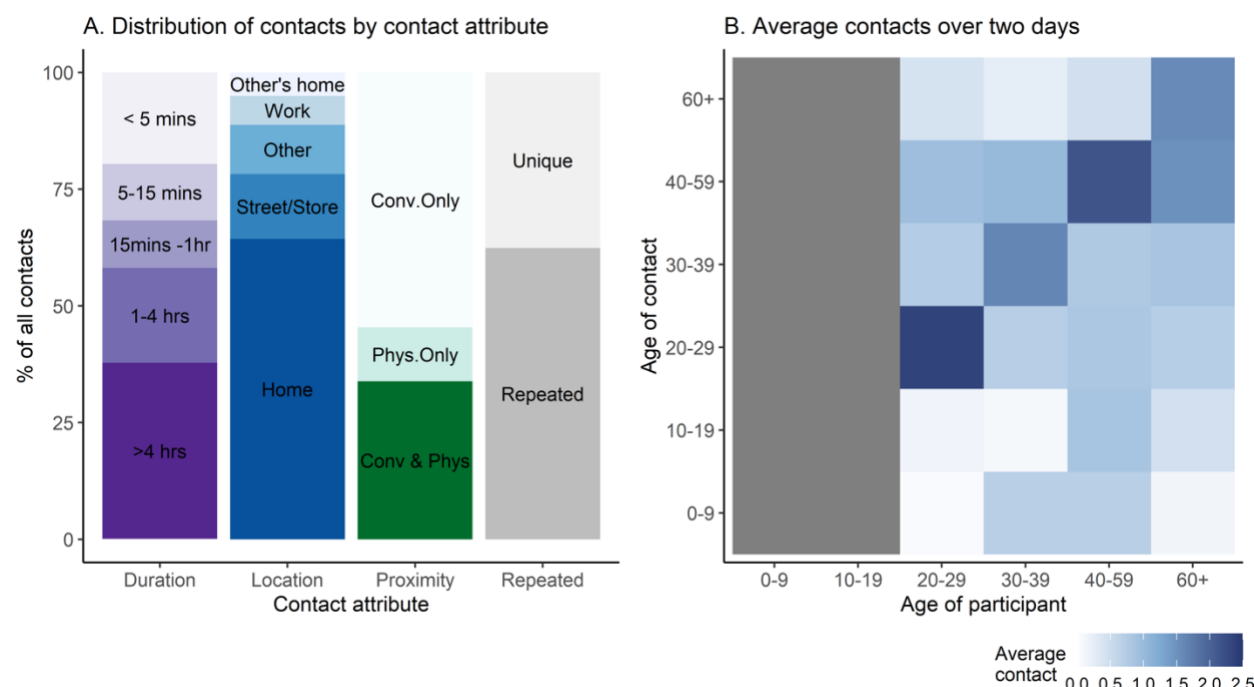 A. Distribution of contacts by contact attribute
% of all contacts
100
75
50
25
0
< 5 mins
5-15 mins
15mins -1hr
1-4 hrs
>4 hrs
Other's home
Work
Other
Street/Store
Home
Conv.Only
Phys.Only
Conv & Phys
Unique
Repeated
Duration
Location
Proximity
Repeated
Contact attribute
B. Average contacts over two days
Age of contact
60+
40-59
30-39
20-29
10-19
0-9
0-9
10-19
20-29
30-39
40-59
60+
Age of participant
Average
contact
0.0 0.5 1.0 1.5 2.0 2.5